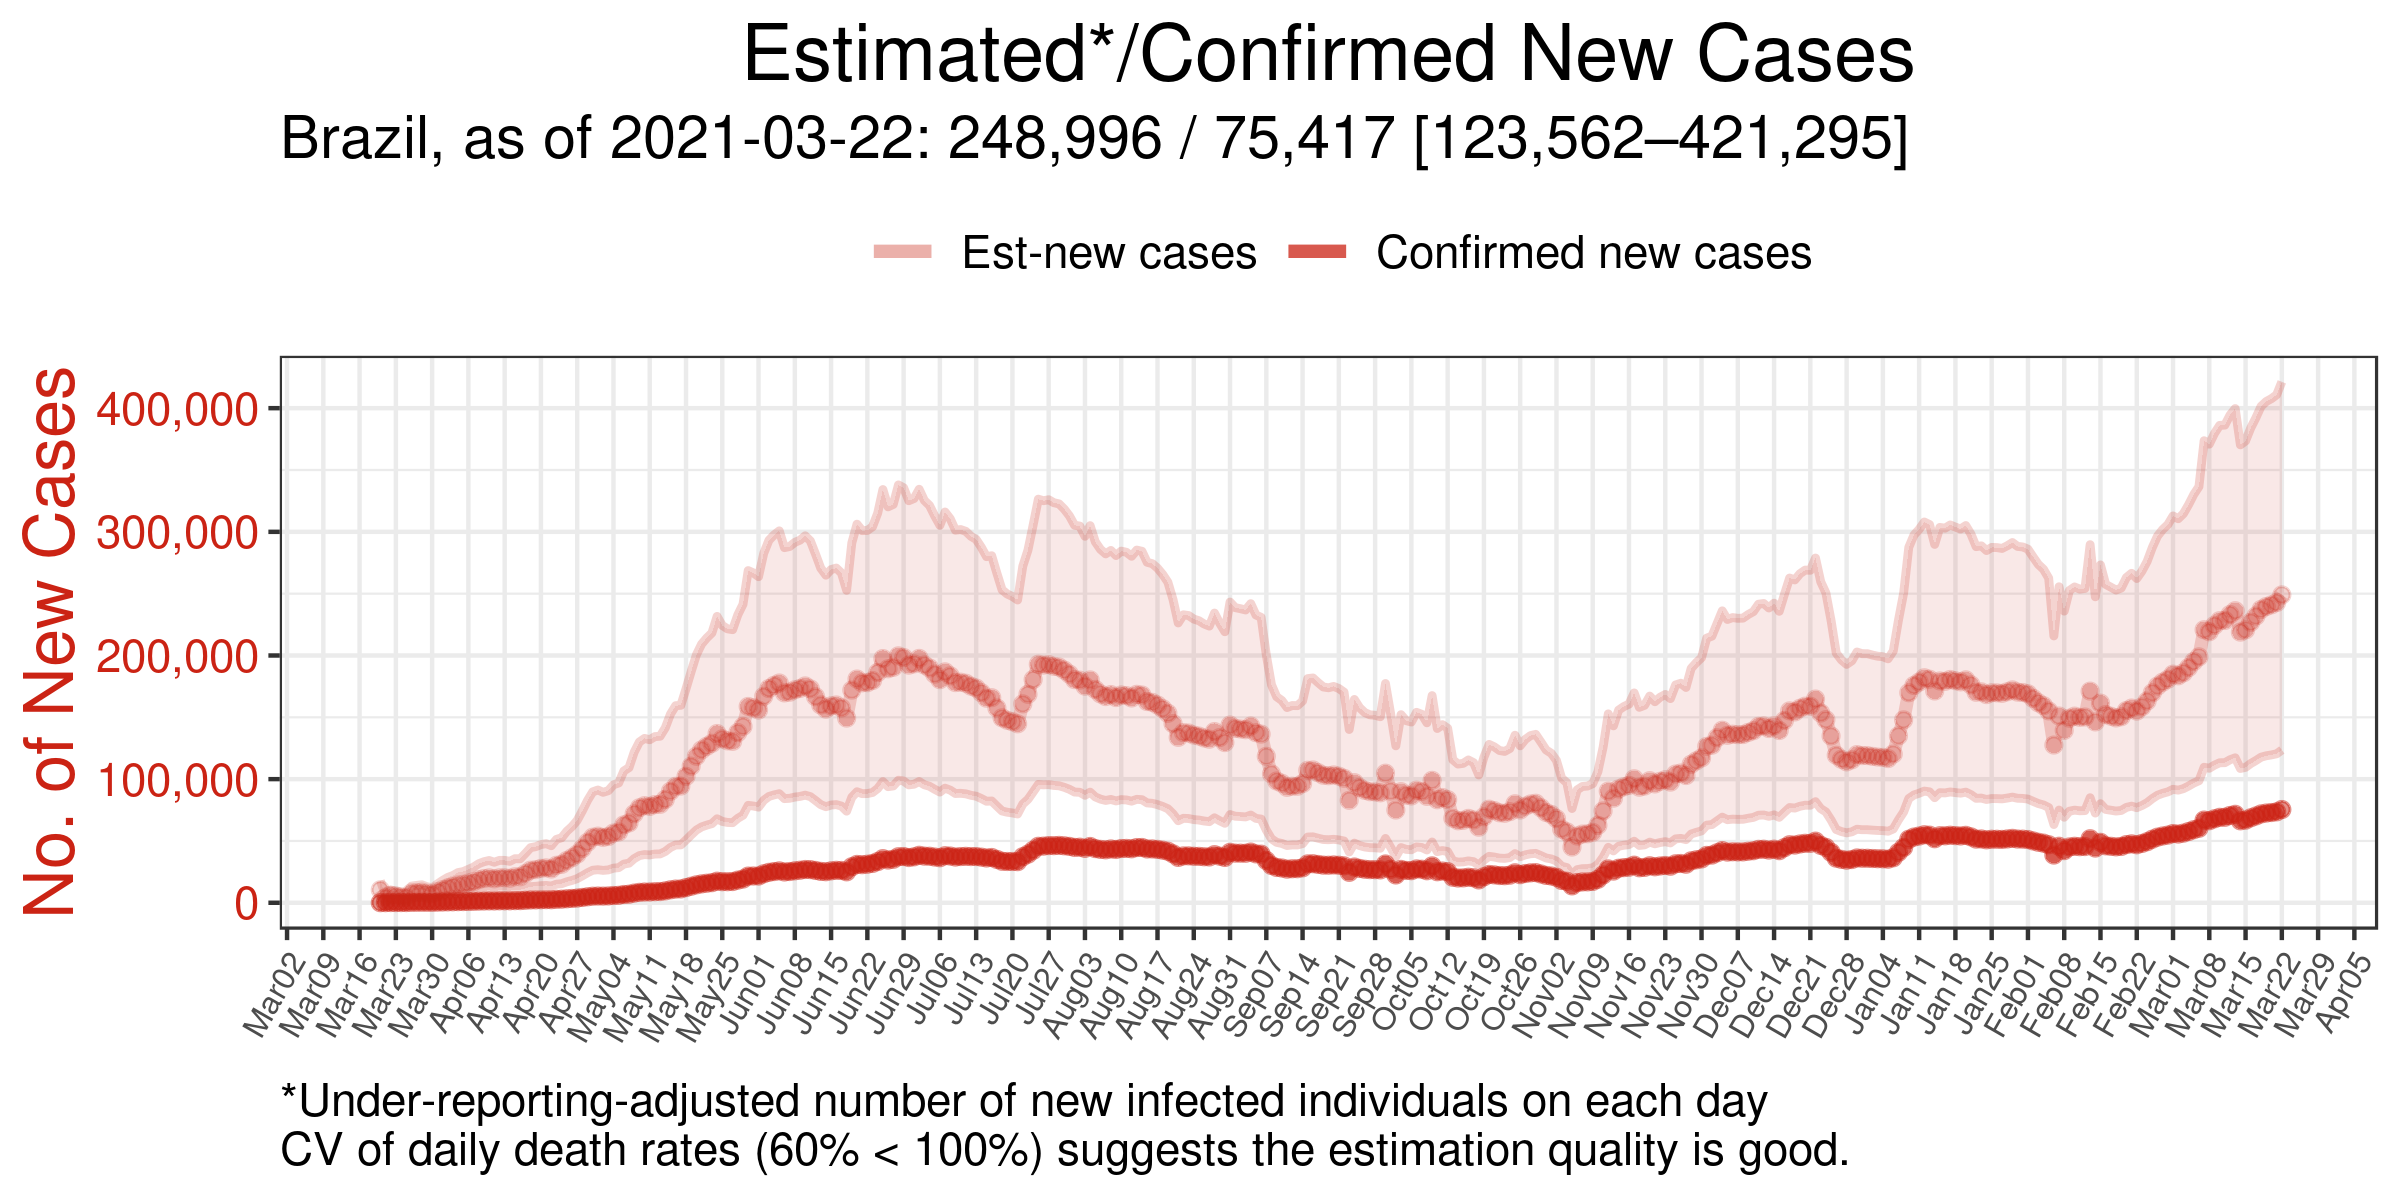 Estimated*/Confirmed New Cases
Brazil, as of 2021-03-22: 248,996 / 75,417 [123,562–421,295]
Est-new cases
Confirmed new cases
No. of New Cases
400,000
300,000
200,000
100,000
0
Mar02
Mar09
Mar16
Mar23
Mar30
Apr06
Apr13
Apr20
Apr27
May04
May11
May18
May25
Jun01
Jun08
Jun15
Jun22
Jun29
Jul06
Jul13
Jul20
Jul27
Aug03
Aug10
Aug17
Aug24
Aug31
Sep07
Sep14
Sep21
Sep28
Oct05
Oct12
Oct19
Oct26
Nov02
Nov09
Nov16
Nov23
Nov30
Dec07
Dec14
Dec21
Dec28
Jan04
Jan11
Jan18
Jan25
Feb01
Feb08
Feb15
Feb22
Mar01
Mar08
Mar15
Mar22
Mar29
Apr05
*Under-reporting-adjusted number of new infected individuals on each day
CV of daily death rates (60% < 100%) suggests the estimation quality is good.